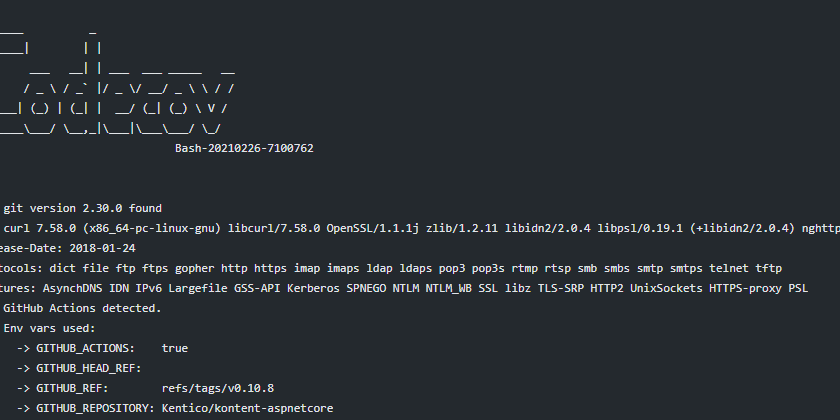 Codecov
Bash-20210226-7100762
git version 2.30.0 found
curl 7.58.0 (x86_64-pc-linux-gnu) libcurl/7.58.0 OpenSSL/1.1.1j zlib/1.2.11 libidn2/2.0.4 libpsl/0.19.1 (+libidn2/2.0.4) nghttp
ease-Date: 2018-01-24
tocols: dict file ftp ftps gopher http https imap imaps ldap ldaps pop3 pop3s rtmp rtsp smb smbs smtp smtps telnet tftp
tures: AsynchDNS IDN IPv6 Largefile GSS-API Kerberos SPNEGO NTLM NTLM_WB SSL libz TLS-SRP HTTP2 UnixSockets HTTPS-proxy PSL
GitHub Actions detected.
Env vars used:
-> GITHUB_ACTIONS:    true
-> GITHUB_HEAD_REF:
-> GITHUB_REF:        refs/tags/v0.10.8
-> GITHUB_REPOSITORY: Kentico/kontent-aspnetcore